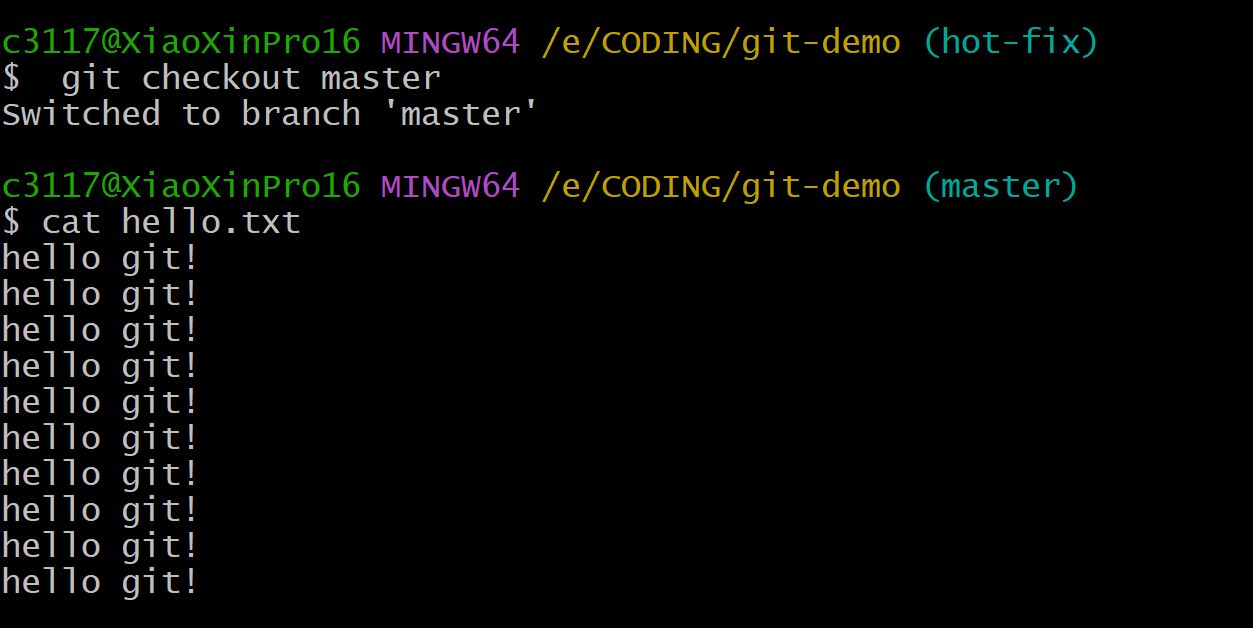 c3117@XiaoXinPro16 MINGW64 /e/CODING/git-demo (hot-fix)
$  git checkout master
Switched to branch 'master'
c3117@XiaoXinPro16 MINGW64 /e/CODING/git-demo (master)
$ cat hello.txt
hello git!
hello git!
hello git!
hello git!
hello git!
hello git!
hello git!
hello git!
hello git!
hello git!